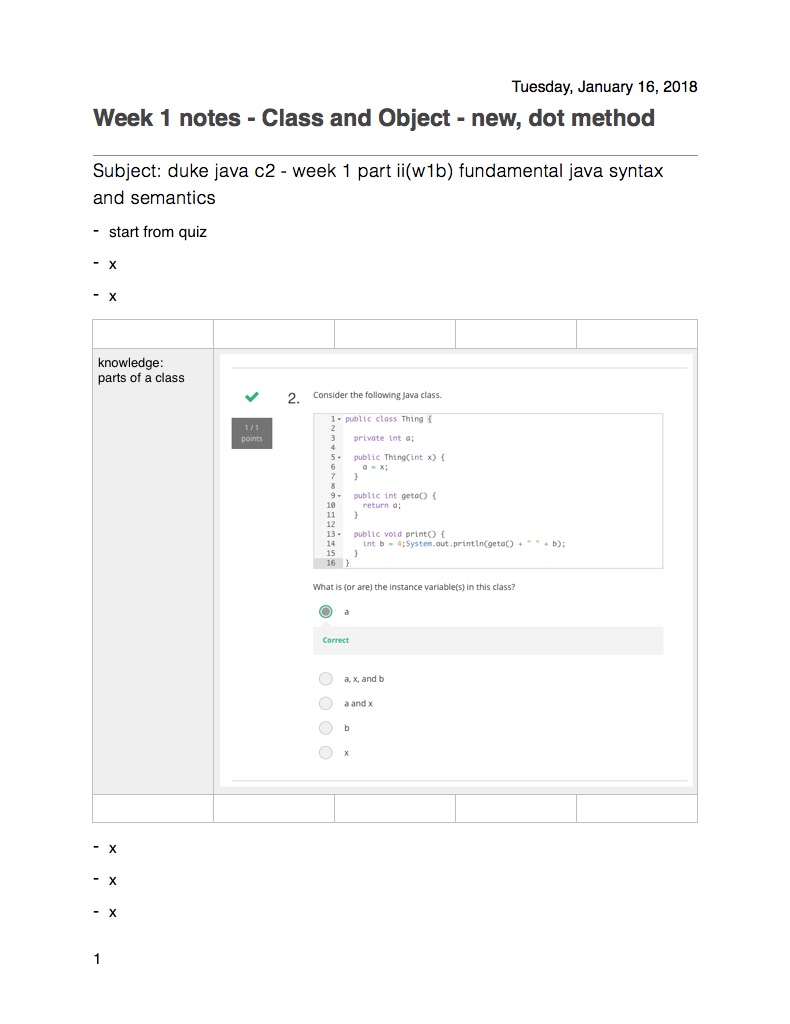 Tuesday, January 16, 2018
Week 1 notes - Class and Object - new, dot method
Subject: duke java c2 - week 1 part ii(w1b) fundamental java syntax
and semantics
- start from quiz
- x
- x
knowledge:
parts of a class
2. Consider the following Java class.
1/1
points
1 public class Thing {
2
3 private int a;
4
5 public Thing(int x) {
6 a = x;
7 }
8
9 public int geta() {
10 return a;
11 }
12
13 public void print() {
14 int b = 4;System.out.println(geta() + " " + b);
15 }
16 }
What is (or are) the instance variable(s) in this class?
a
Correct
a, x, and b
a and x
b
x
- x
- x
- x
1